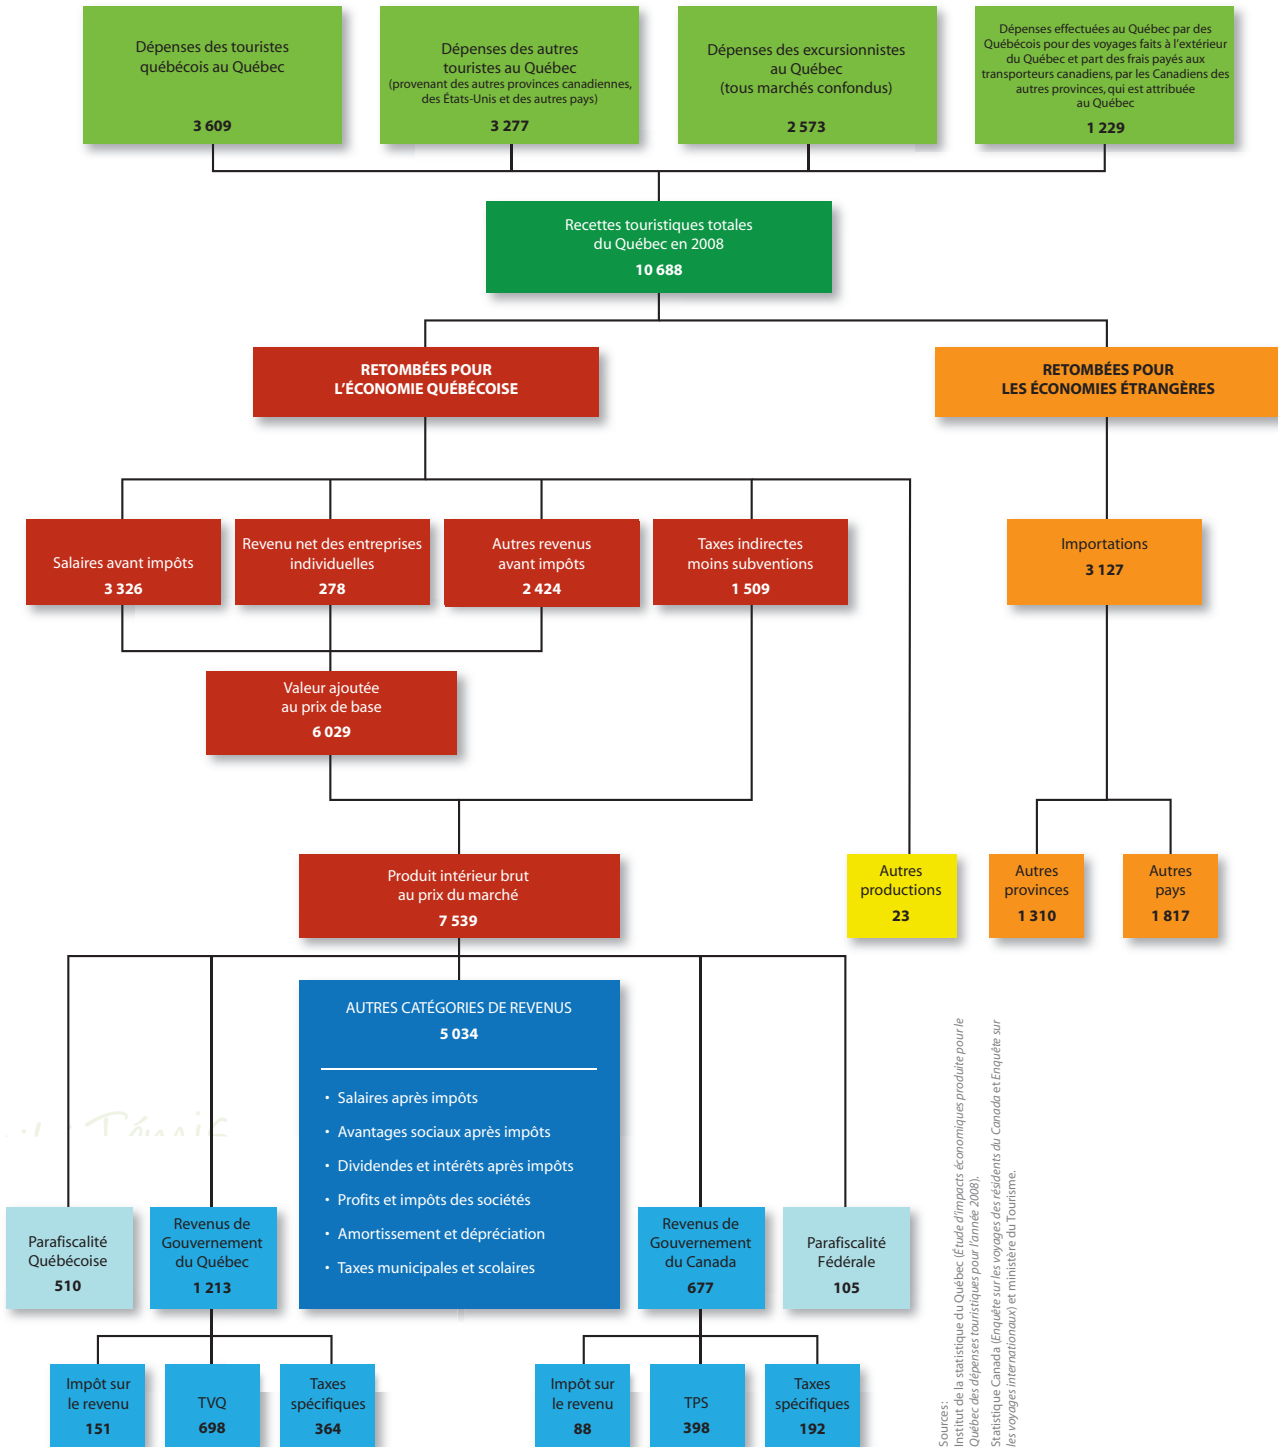 Dépenses des touristes
québécois au Québec
3 609
Dépenses des autres
touristes au Québec
(provenant des autres provinces canadiennes,
des États-Unis et des autres pays)
3 277
Dépenses des excursionnistes
au Québec
(tous marchés confondus)
2 573
Dépenses effectuées au Québec par des
Québécois pour des voyages faits à l'extérieur
du Québec et part des frais payés aux
transporteurs canadiens, par les Canadiens des
autres provinces, qui est attribuée
au Québec
1 229
Recettes touristiques totales
du Québec en 2008
10 688
RETOMBÉES POUR
L'ÉCONOMIE QUÉBÉCOISE
RETOMBÉES POUR
LES ÉCONOMIES ÉTRANGÈRES
Salaires avant impôts
3 326
Revenu net des entreprises
individuelles
278
Autres revenus
avant impôts
2 424
Taxes indirectes
moins subventions
1 509
Importations
3 127
Valeur ajoutée
au prix de base
6 029
Produit intérieur brut
au prix du marché
7 539
Autres
productions
23
Autres
provinces
1 310
Autres
pays
1 817
AUTRES CATÉGORIES DE REVENUS
5 034
• Salaires après impôts
• Avantages sociaux après impôts
• Dividendes et intérêts après impôts
• Profits et impôts des sociétés
• Amortissement et dépréciation
• Taxes municipales et scolaires
Parafiscalité
Québécoise
510
Revenus de
Gouvernement
du Québec
1 213
Revenus de
Gouvernement
du Canada
677
Parafiscalité
Fédérale
105
Impôt sur
le revenu
151
TVQ
698
Taxes
spécifiques
364
Impôt sur
le revenu
88
TPS
398
Taxes
spécifiques
192
Sources:
Institut de la statistique du Québec (Étude d'impacts économiques produite pour le
Québec des dépenses touristiques pour l'année 2008).
Statistique Canada (Enquête sur les voyages des résidents du Canada et Enquête sur
les voyages internationaux) et ministère du Tourisme.